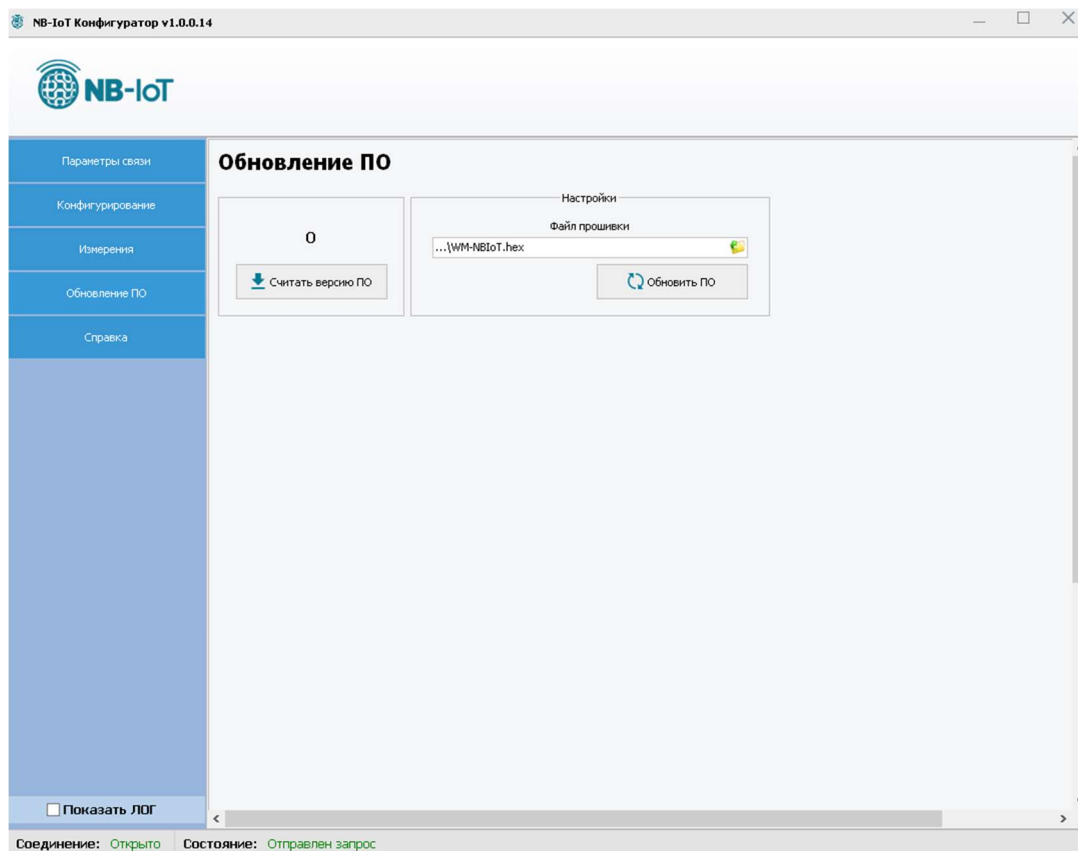 NB-IoT Конфигуратор v1.0.0.14
NB-IoT
Параметры связи
Конфигурирование
Измерения
Обновление ПО
Справка
Обновление ПО
0
Считать версию ПО
Настройки
Файл прошивки
...\WM-NBIoT.hex
Обновить ПО
Показать ЛОГ
Соединение: Открыто Состояние: Отправлен запрос